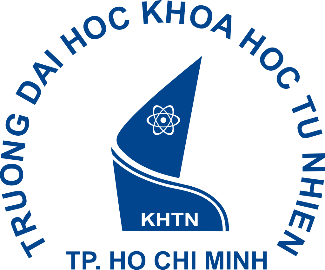 TRUONG DAI HOC KHOA HOC TU NHIEN
KHTN
TP. HO CHI MINH